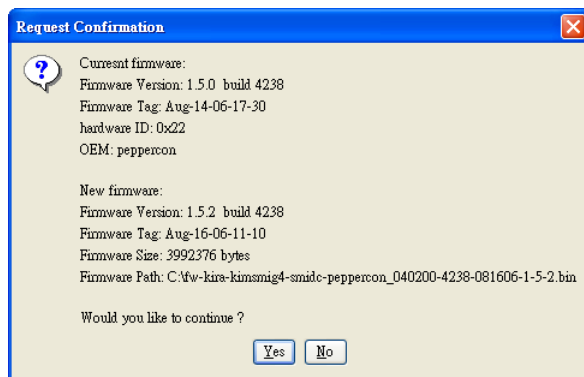 Request Confirmation
Curresnt firmware:
Firmware Version: 1.5.0  build 4238
Firmware Tag: Aug-14-06-17-30
hardware ID: 0x22
OEM: peppercon
New firmware:
Firmware Version: 1.5.2  build 4238
Firmware Tag: Aug-16-06-11-10
Firmware Size: 3992376 bytes
Firmware Path: C:\fw-kira-kimsmig4-smidc-peppercon_040200-4238-081606-1-5-2.bin
Would you like to continue ?
Yes No